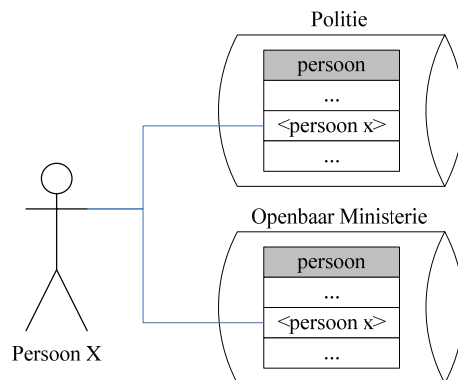 Politie
persoon
...
<persoon x>
...
Openbaar Ministerie
persoon
...
<persoon x>
...
Persoon X